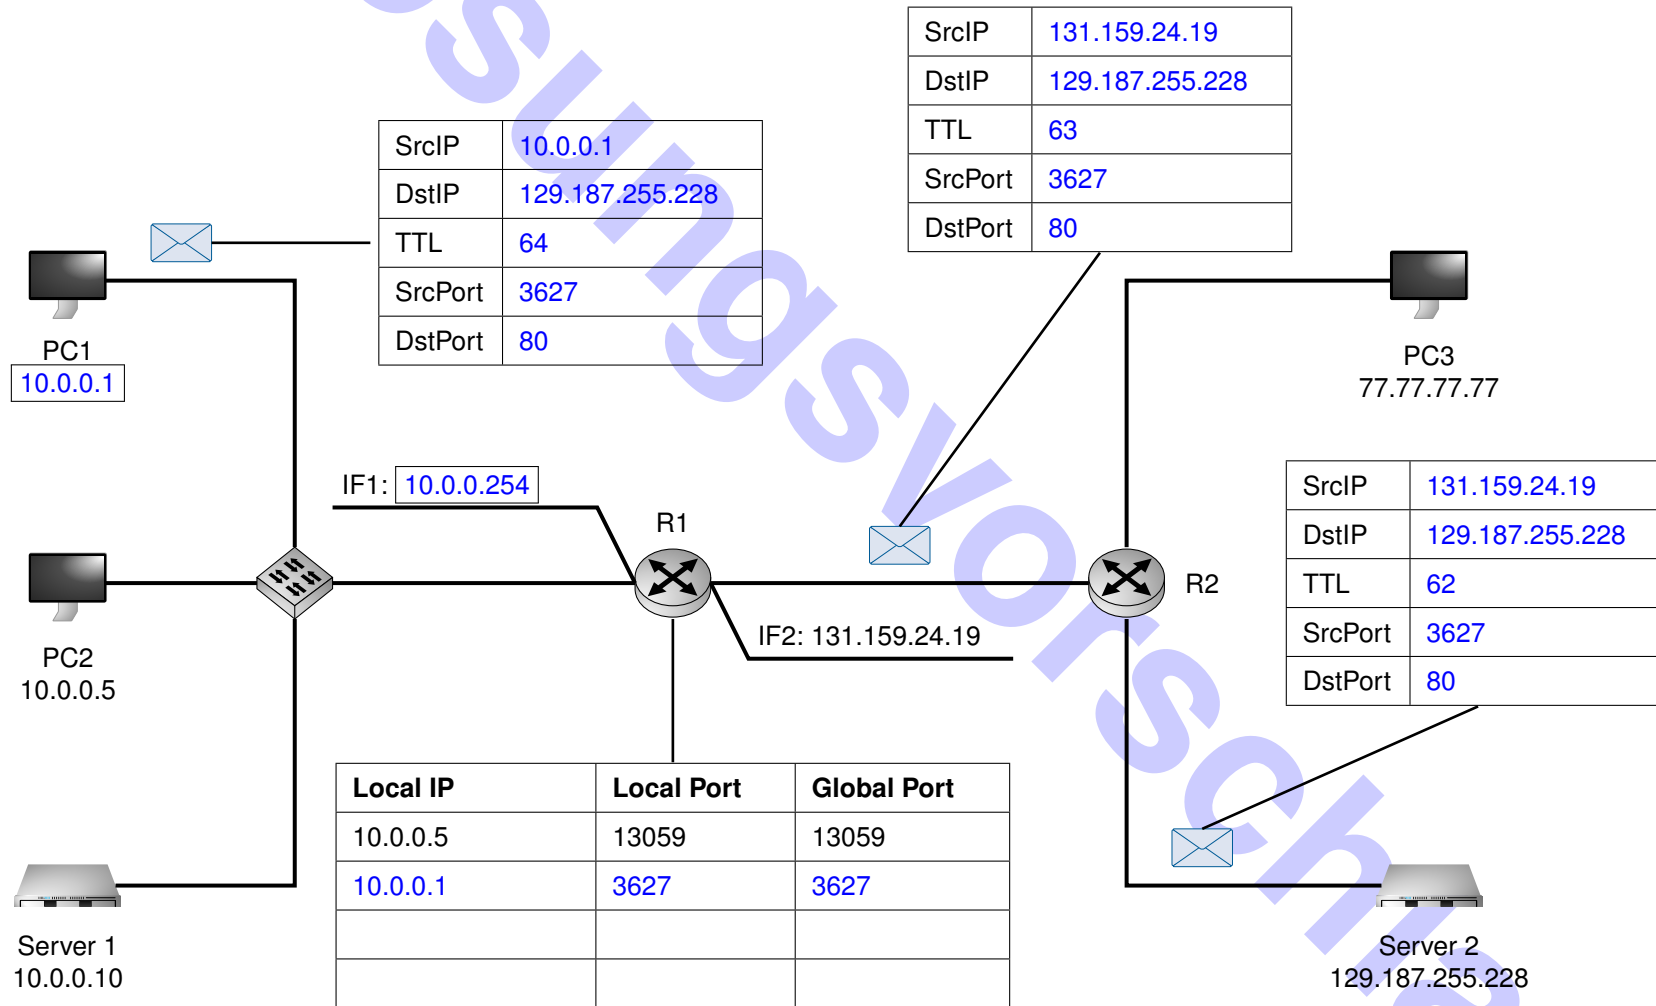 SrcIP 131.159.24.19
DstIP 129.187.255.228
TTL 63
SrcPort 3627
DstPort 80
SrcIP 10.0.0.1
DstIP 129.187.255.228
TTL 64
SrcPort 3627
DstPort 80
PC1
10.0.0.1
PC3
77.77.77.77
IF1: 10.0.0.254
R1
SrcIP 131.159.24.19
DstIP 129.187.255.228
TTL 62
SrcPort 3627
DstPort 80
R2
IF2: 131.159.24.19
PC2
10.0.0.5
Local IP Local Port Global Port
10.0.0.5 13059 13059
10.0.0.1 3627 3627
Server 1
10.0.0.10
Server 2
129.187.255.228